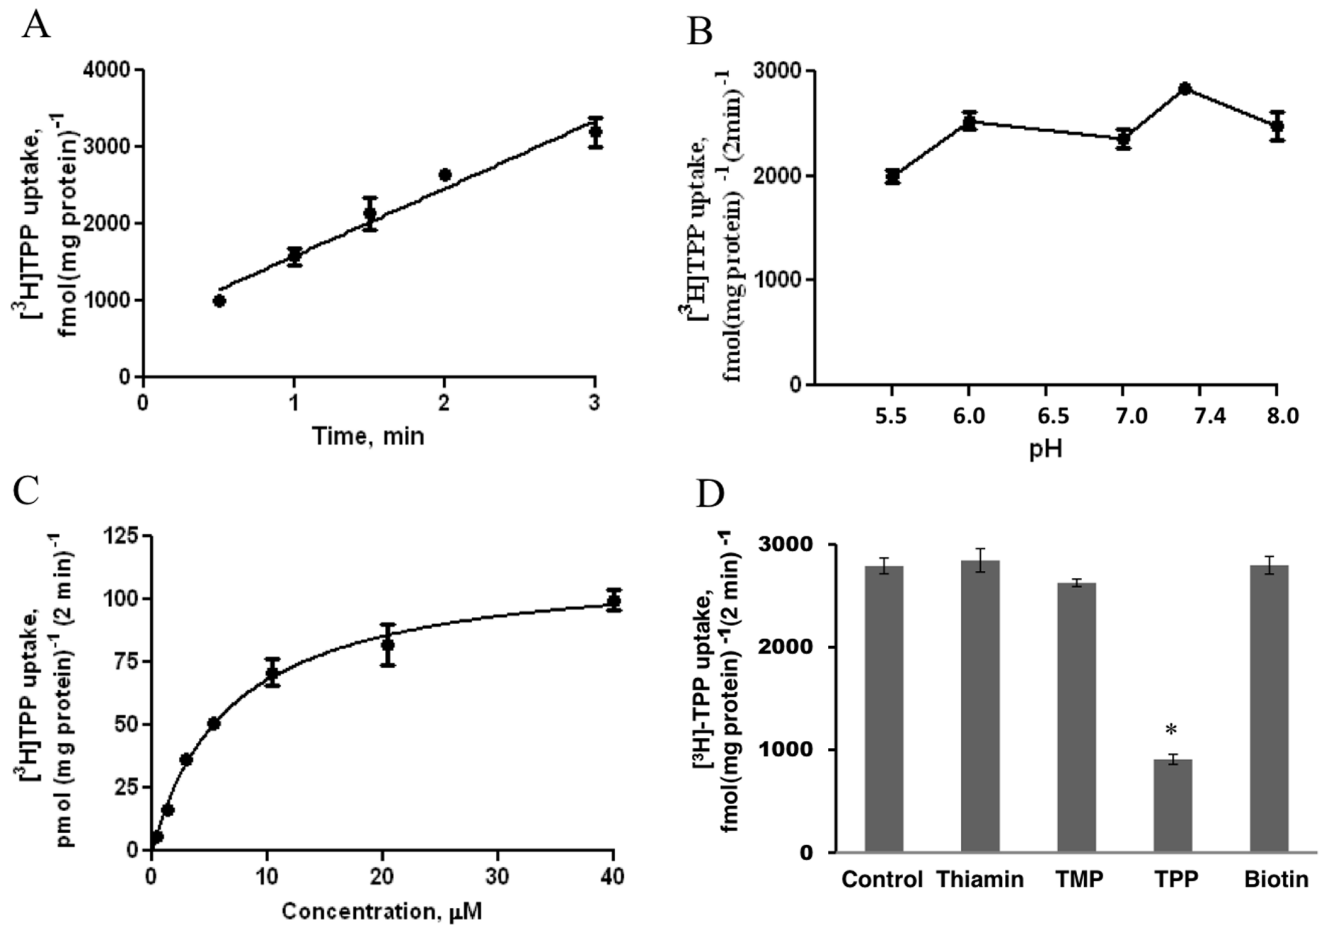 A
[³H]TPP uptake,
fmol(mg protein)⁻¹
4000
3000
2000
1000
0
0 1 2 3
Time, min
B
[³H]TPP uptake,
fmol(mg protein) ⁻¹ (2min) ⁻¹
3000
2000
1000
0
5.5 6.0 6.5 7.0 7.4 8.0
pH
C
[³H]TPP uptake,
pmol (mg protein)⁻¹ (2 min)⁻¹
125
100
75
50
25
0
0 10 20 30 40
Concentration, μM
D
[³H]-TPP uptake,
fmol(mg protein) ⁻¹(2 min) ⁻¹
3000
2000
1000
0
*
Control Thiamin TMP TPP Biotin